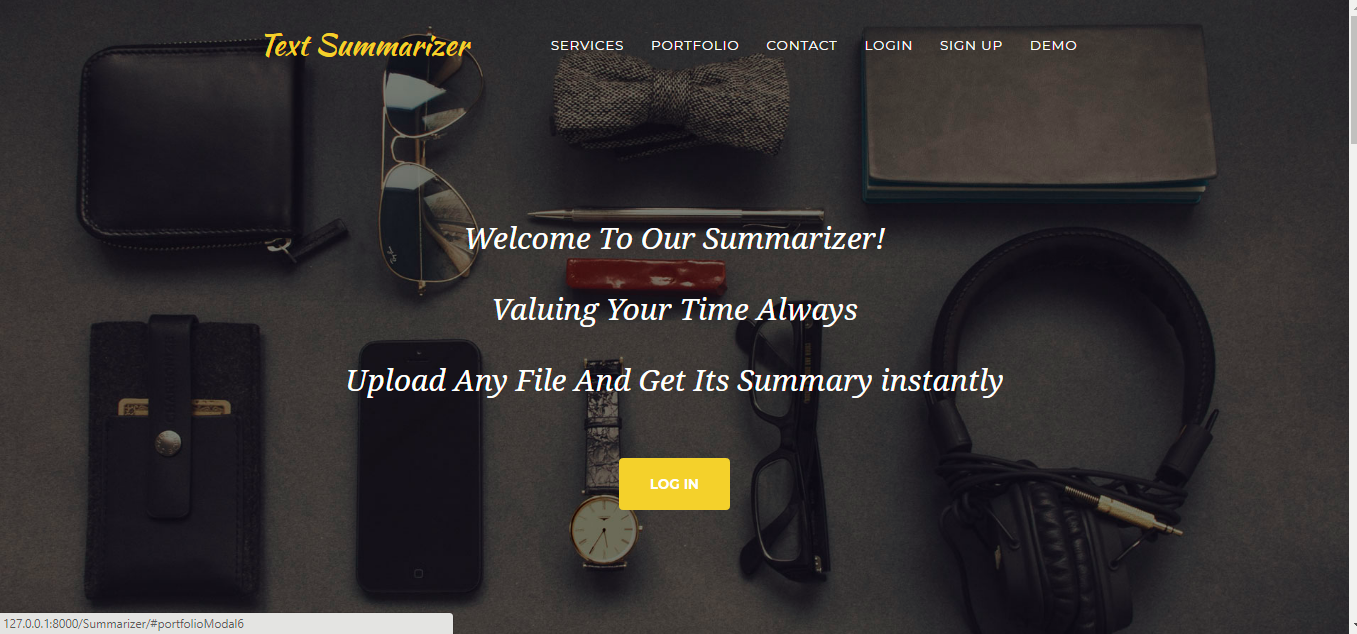 Text Summarizer
SERVICES PORTFOLIO CONTACT LOGIN SIGN UP DEMO
Welcome To Our Summarizer!
Valuing Your Time Always
Upload Any File And Get Its Summary instantly
LOG IN
127.0.0.1:8000/Summarizer/#portfolioModal6